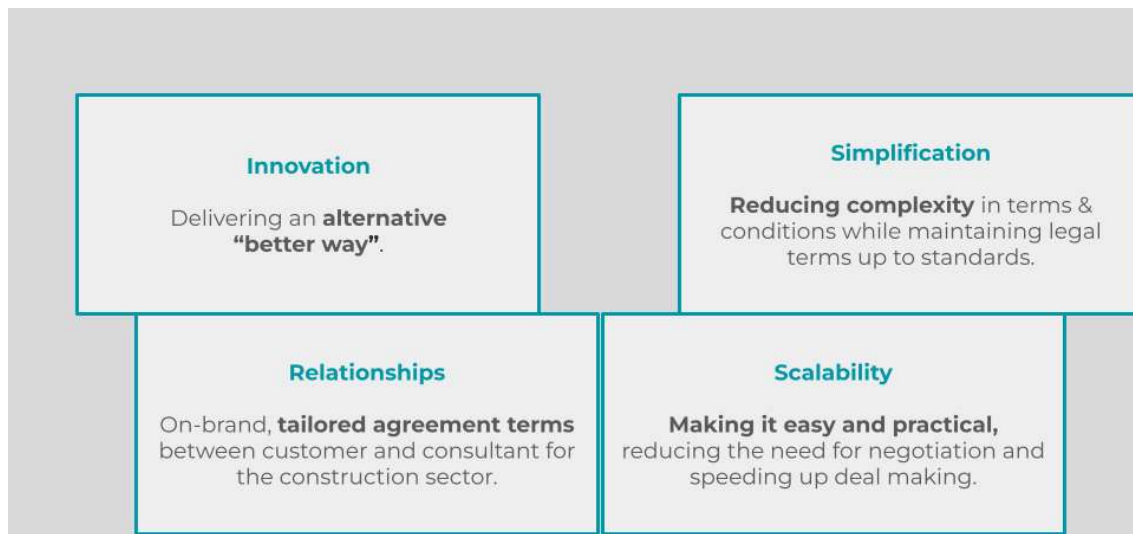 Innovation
Delivering an alternative
“better way”.
Simplification
Reducing complexity in terms &
conditions while maintaining legal
terms up to standards.
Relationships
On-brand, tailored agreement terms
between customer and consultant for
the construction sector.
Scalability
Making it easy and practical,
reducing the need for negotiation and
speeding up deal making.